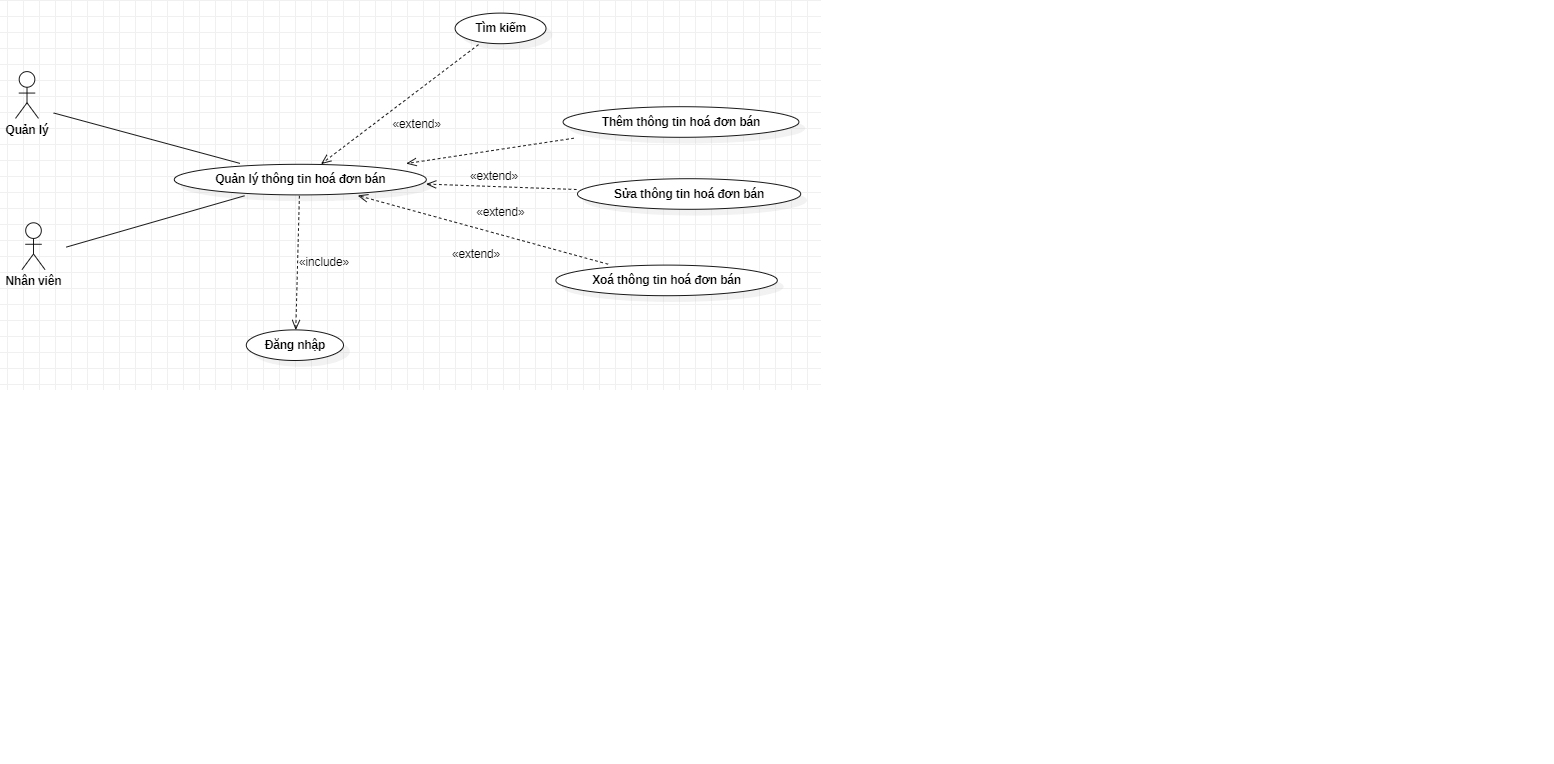 Tìm kiếm
«extend»
Thêm thông tin hoá đơn bán
Quản lý
Quản lý thông tin hoá đơn bán
«extend»
Sửa thông tin hoá đơn bán
«extend»
«extend»
Nhân viên
«include»
Xoá thông tin hoá đơn bán
Đăng nhập